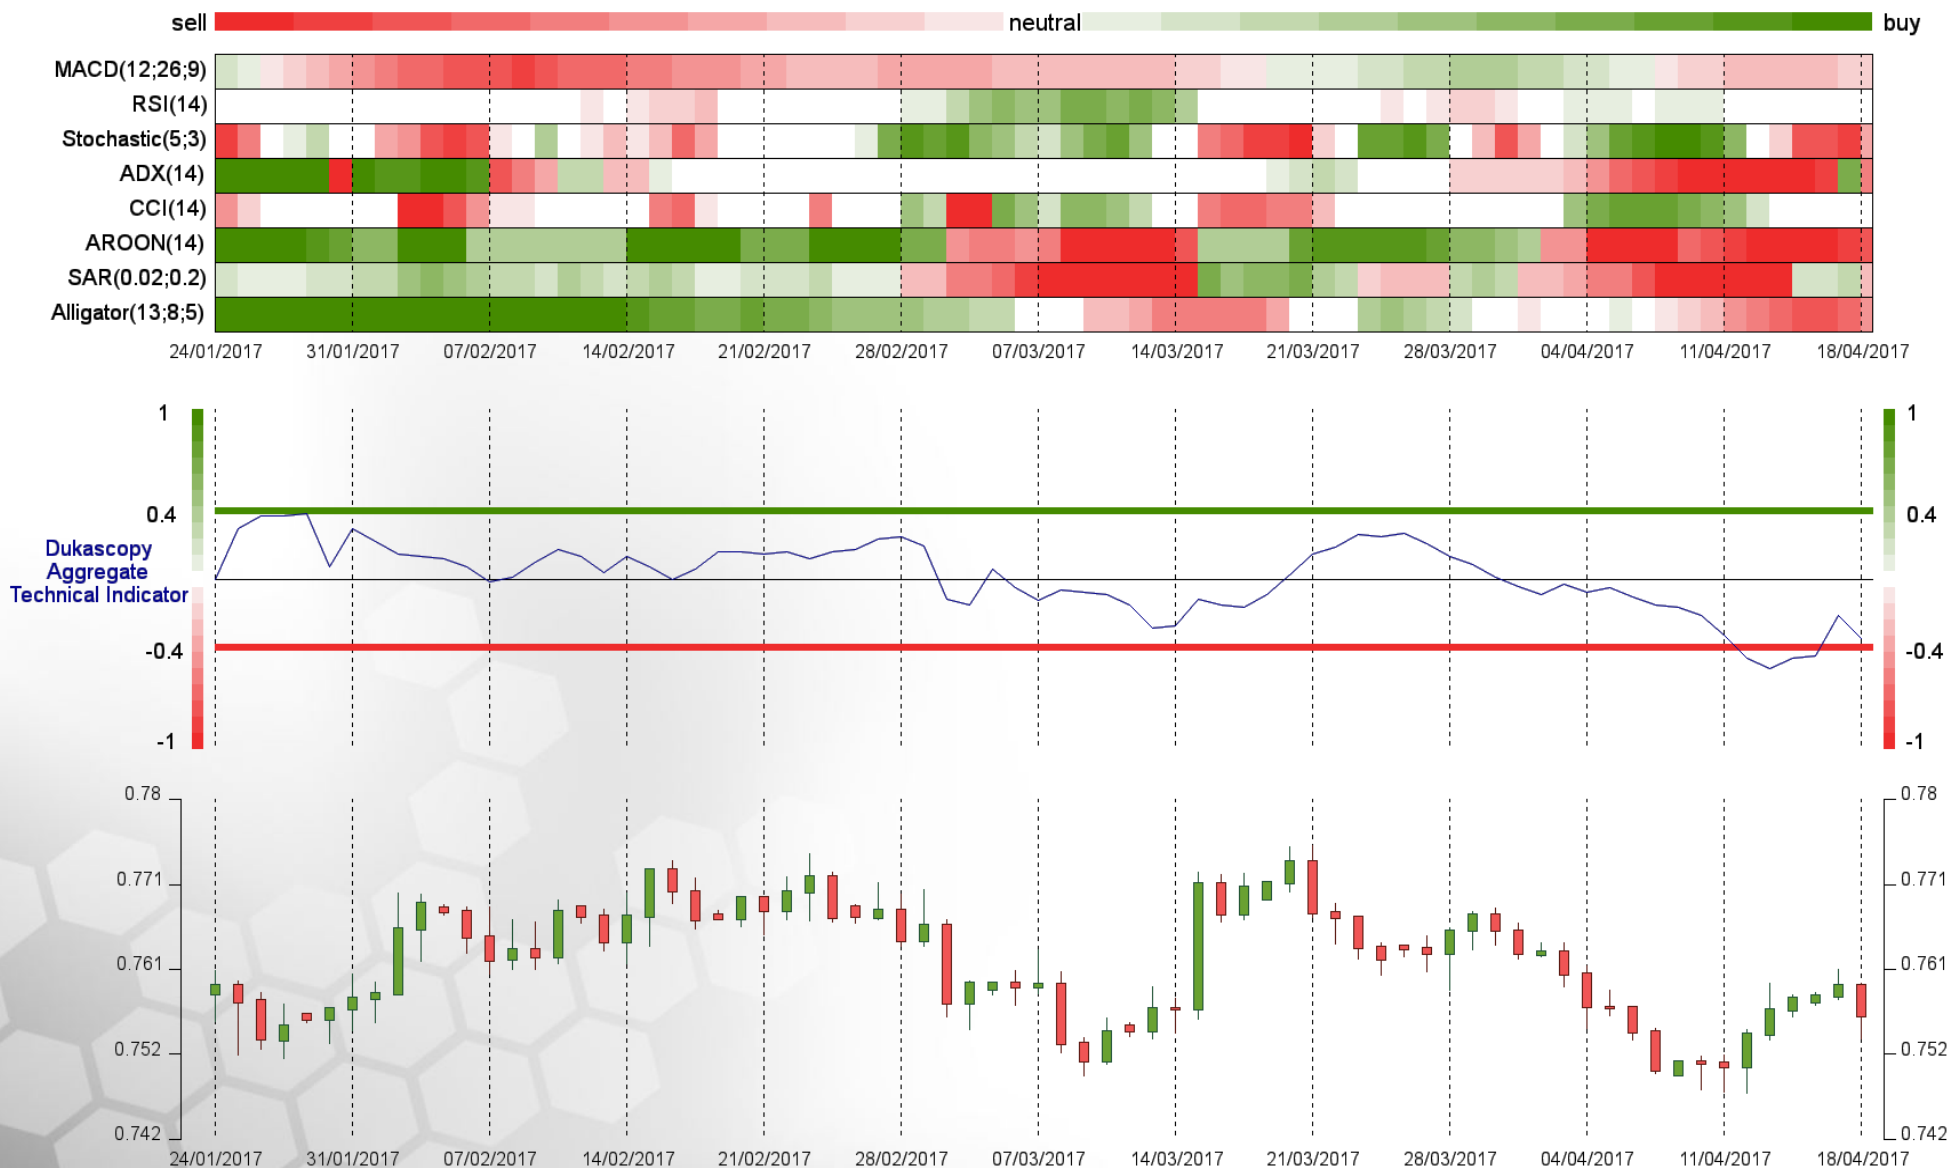 sell neutral buy
MACD(12;26;9)
RSI(14)
Stochastic(5;3)
ADX(14)
CCI(14)
AROON(14)
SAR(0.02;0.2)
Alligator(13;8;5)
24/01/2017 31/01/2017 07/02/2017 14/02/2017 21/02/2017 28/02/2017 07/03/2017 14/03/2017 21/03/2017 28/03/2017 04/04/2017 11/04/2017 18/04/2017
1 1
0.4 0.4
Dukascopy
Aggregate
Technical Indicator
-0.4 -0.4
-1 -1
0.78 0.78
0.771 0.771
0.761 0.761
0.752 0.752
0.742 0.742
24/01/2017 31/01/2017 07/02/2017 14/02/2017 21/02/2017 28/02/2017 07/03/2017 14/03/2017 21/03/2017 28/03/2017 04/04/2017 11/04/2017 18/04/2017